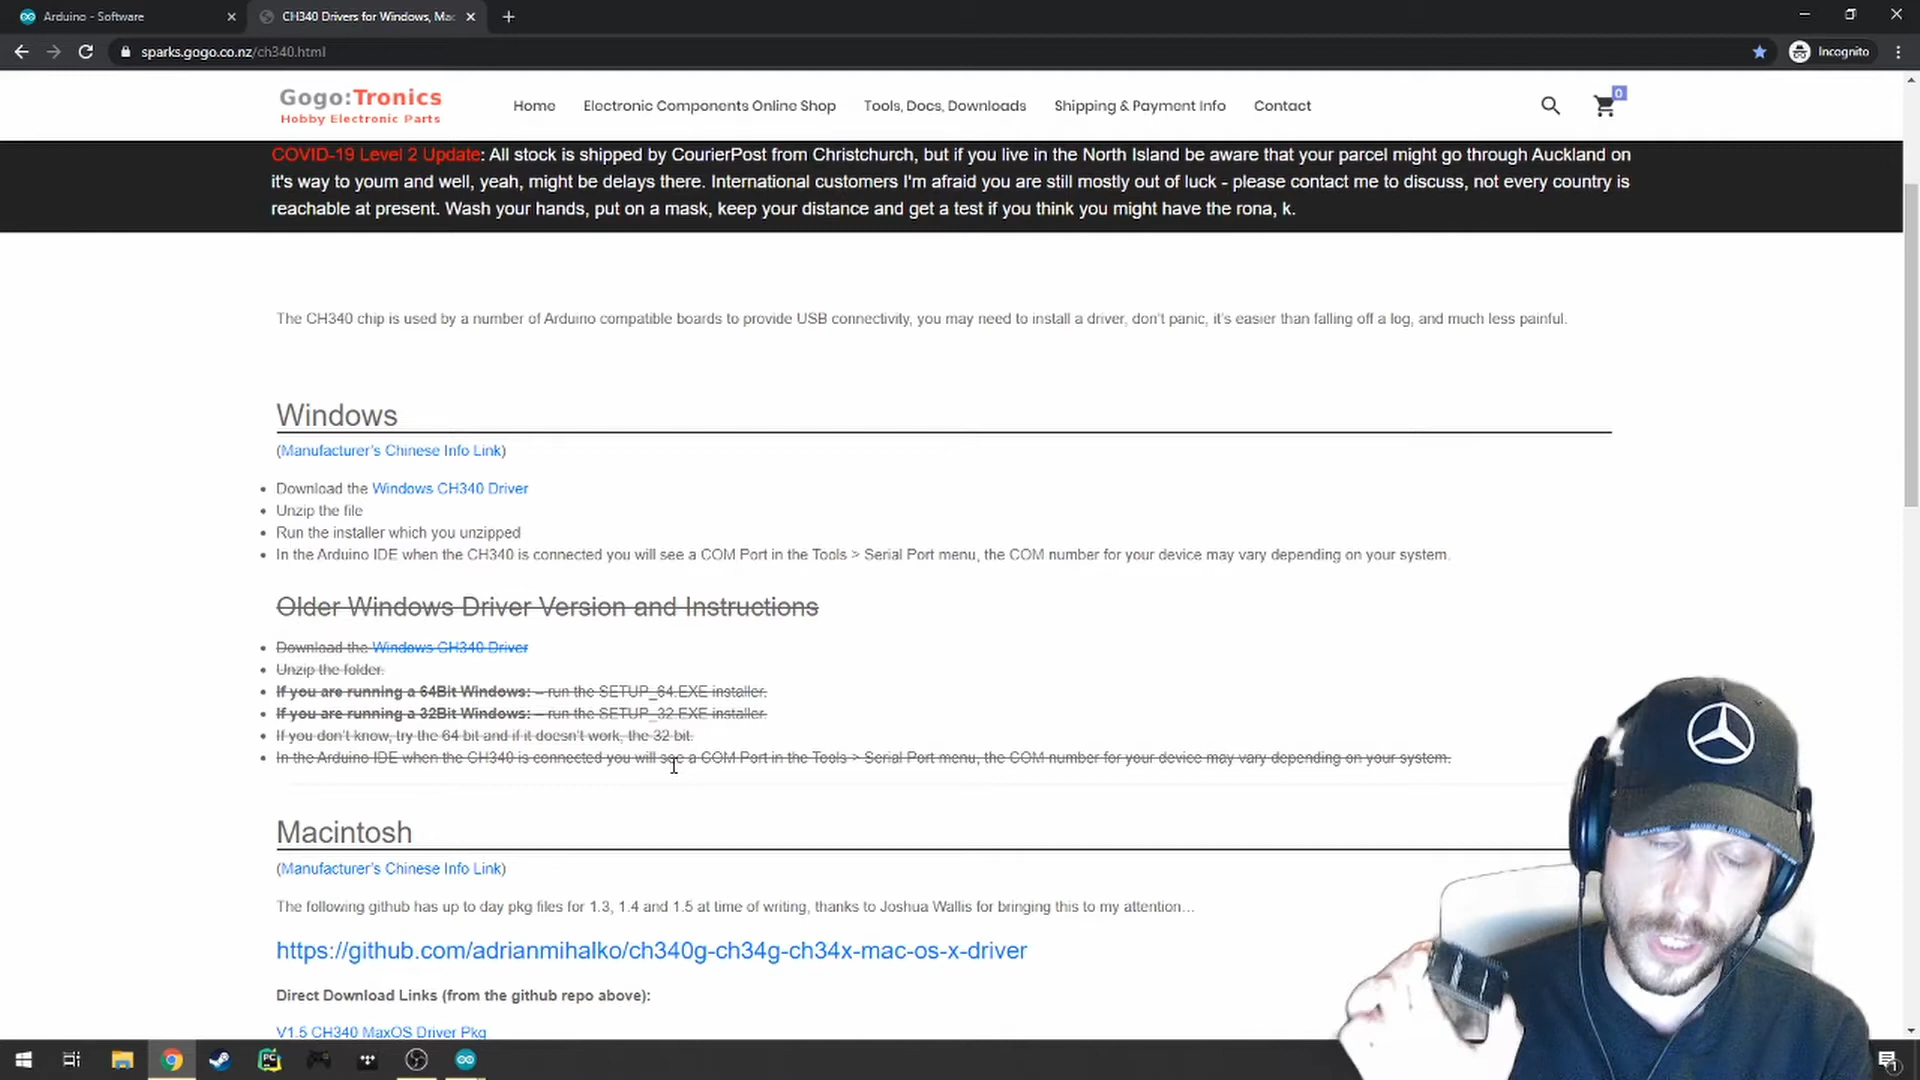 Arduino - Software
CH340 Drivers for Windows, Mac
sparks.gogo.co.nz/ch340.html
Incognito
Gogo:Tronics
Hobby Electronic Parts
Home
Electronic Components Online Shop
Tools, Docs, Downloads
Shipping & Payment Info
Contact
0
COVID-19 Level 2 Update: All stock is shipped by CourierPost from Christchurch, but if you live in the North Island be aware that your parcel might go through Auckland on
it's way to youm and well, yeah, might be delays there. International customers I'm afraid you are still mostly out of luck - please contact me to discuss, not every country is
reachable at present. Wash your hands, put on a mask, keep your distance and get a test if you think you might have the rona, k.
The CH340 chip is used by a number of Arduino compatible boards to provide USB connectivity, you may need to install a driver, don't panic, it's easier than falling off a log, and much less painful.
Windows
(Manufacturer's Chinese Info Link)
Download the Windows CH340 Driver
Unzip the file
Run the installer which you unzipped
In the Arduino IDE when the CH340 is connected you will see a COM Port in the Tools > Serial Port menu, the COM number for your device may vary depending on your system.
Older Windows Driver Version and Instructions
Download the Windows CH340 Driver
Unzip the folder.
If you are running a 64Bit Windows: – run the SETUP_64.EXE installer.
If you are running a 32Bit Windows: – run the SETUP_32.EXE installer.
If you don't know, try the 64 bit and if it doesn't work, the 32 bit.
In the Arduino IDE when the CH340 is connected you will see a COM Port in the Tools > Serial Port menu, the COM number for your device may vary depending on your system.
Macintosh
(Manufacturer's Chinese Info Link)
The following github has up to day pkg files for 1.3, 1.4 and 1.5 at time of writing, thanks to Joshua Wallis for bringing this to my attention...
https://github.com/adrianmihalko/ch340g-ch34g-ch34x-mac-os-x-driver
Direct Download Links (from the github repo above):
V1.5 CH340 MaxOS Driver Pkg
PC
1